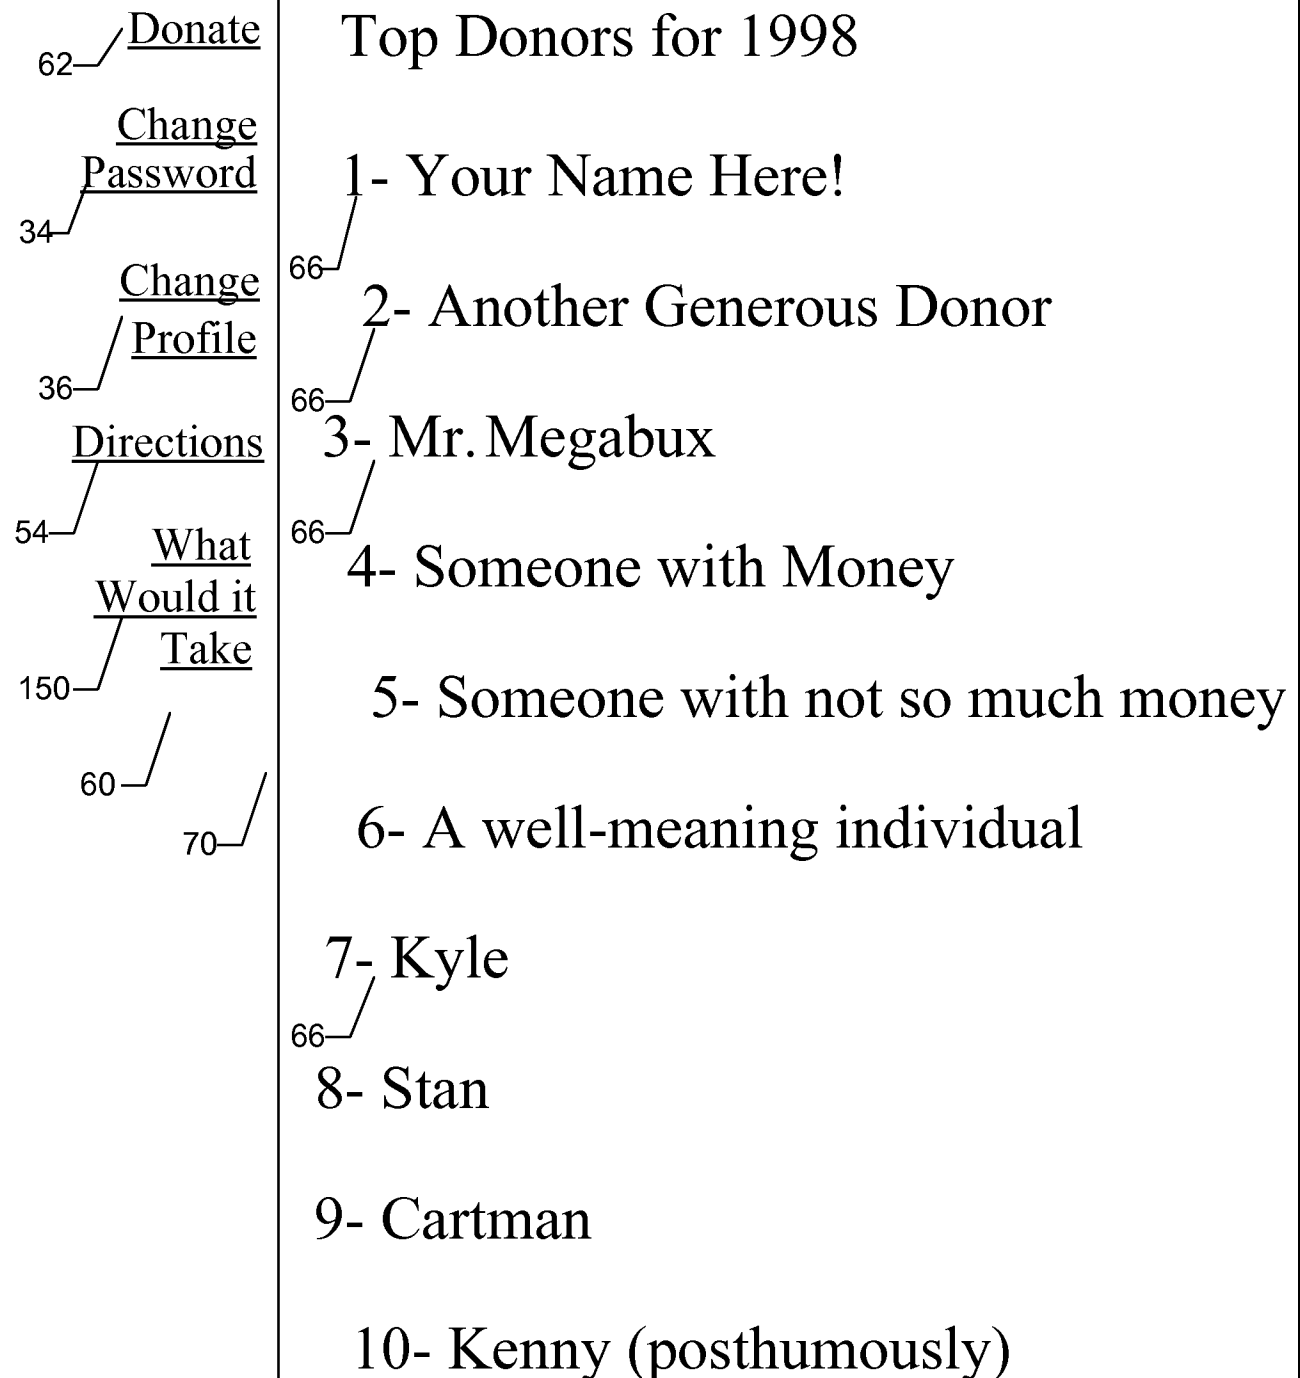 Donate
62
Change
Password
34
Change
Profile
36
Directions
54
What
Would it
Take
150
60
70
Top Donors for 1998
1- Your Name Here!
66
2- Another Generous Donor
66
3- Mr. Megabux
66
4- Someone with Money
5- Someone with not so much money
6- A well-meaning individual
7- Kyle
66
8- Stan
9- Cartman
10- Kenny (posthumously)